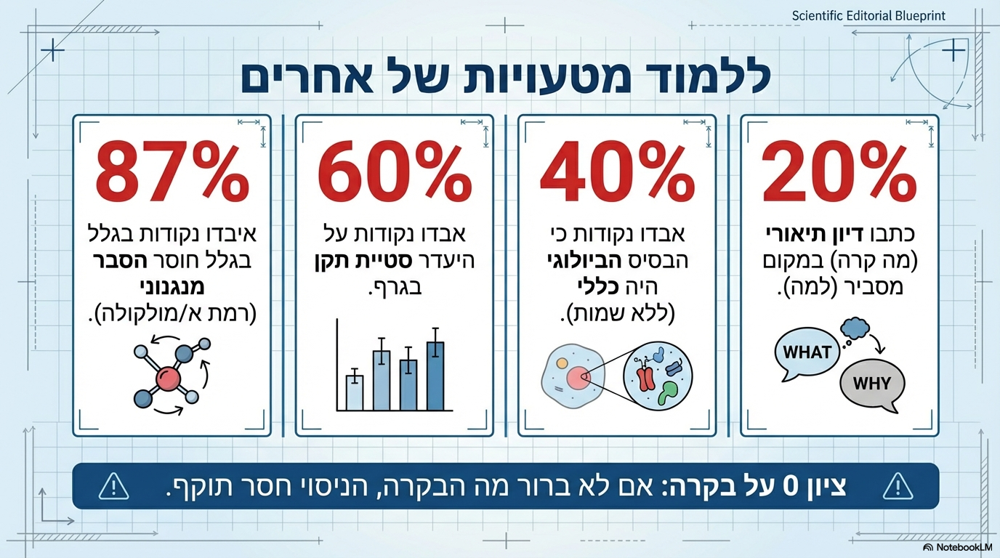 Scientific Editorial Blueprint
ללמוד מטעויות של אחרים
20%
כתבו דיון תיאורי
(מה קרה) במקום
מסביר (למה).
WHAT
WHY
40%
אבדו נקודות כי
הבסיס הביולוגי
היה כללי
(ללא שמות).
60%
אבדו נקודות על
היעדר סטיית תקן
בגרף.
87%
איבדו נקודות בגלל
בגלל חוסר הסבר
מנגנוני
(רמת א/מולקולה).
ציון 0 על בקרה: אם לא ברור מה הבקרה, הניסוי חסר תוקף.
NotebookLM